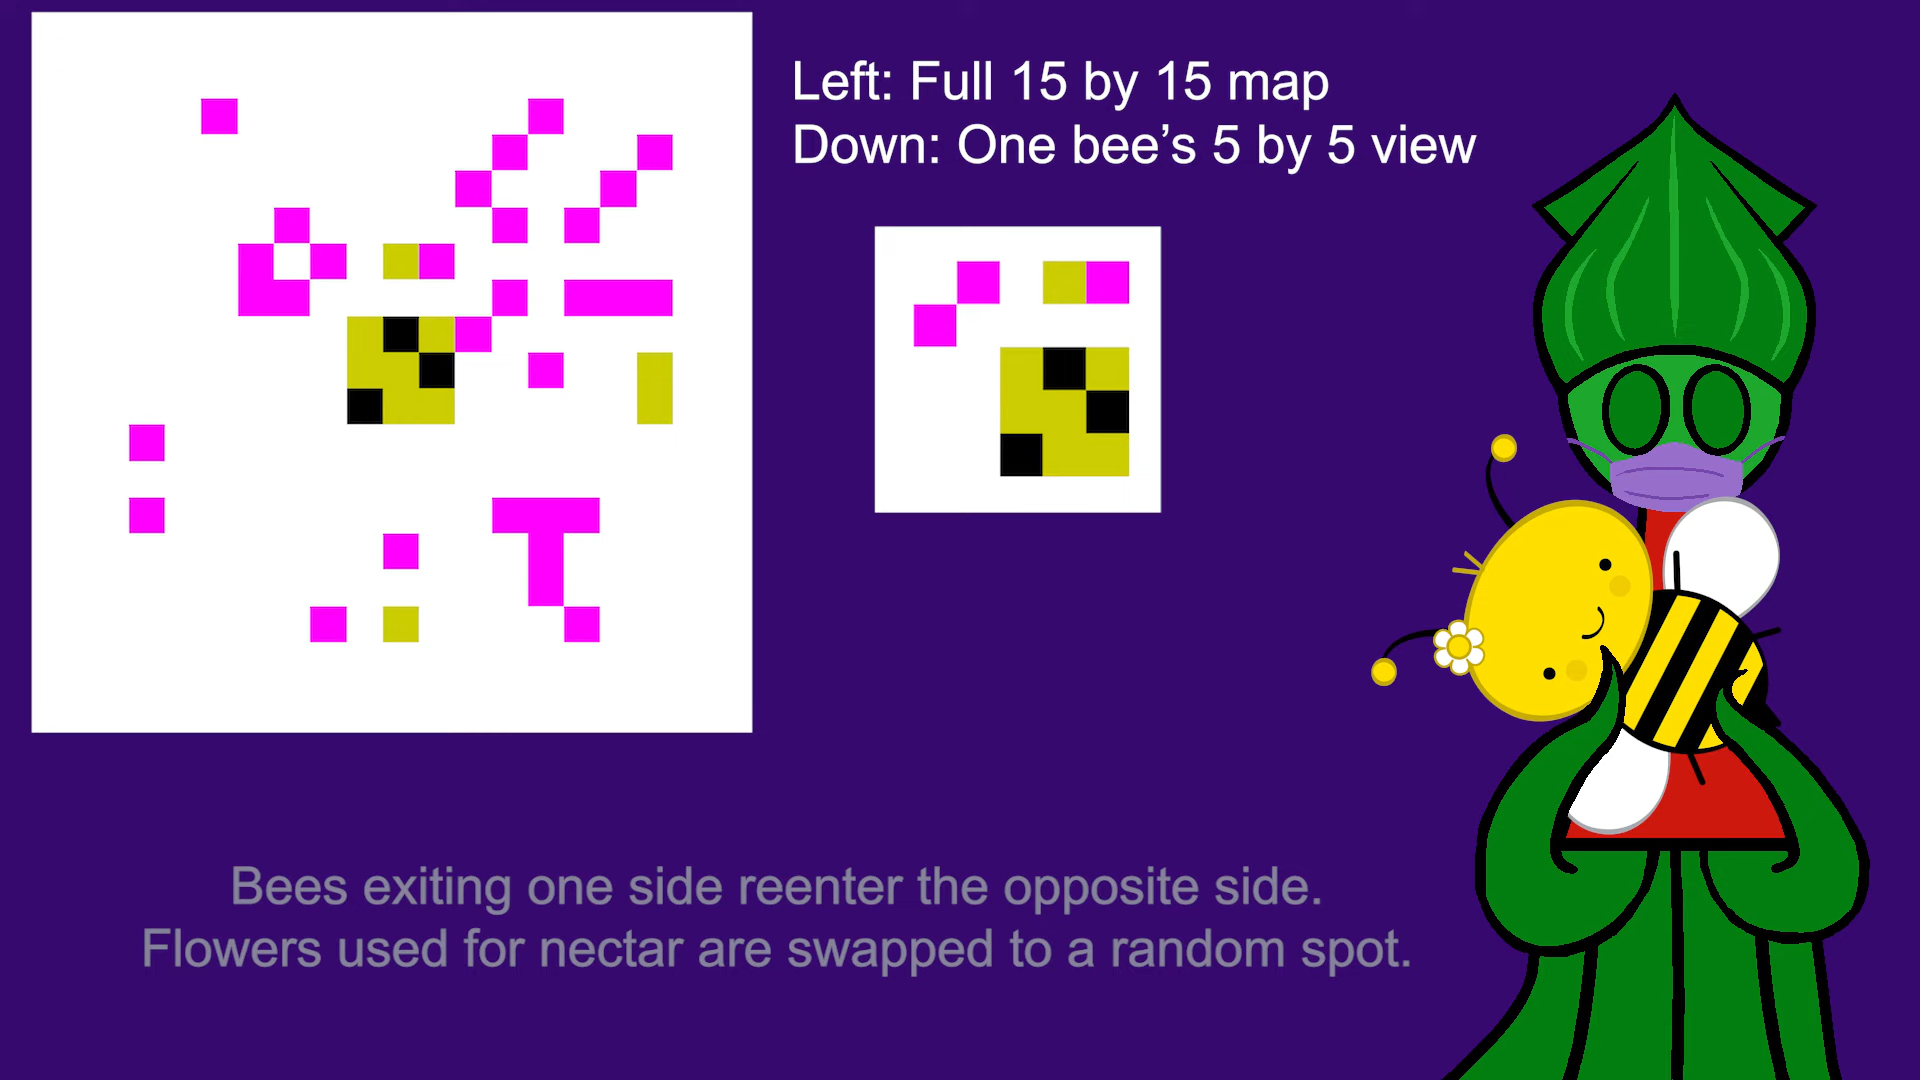 Left: Full 15 by 15 map
Down: One bee’s 5 by 5 view
Bees exiting one side reenter the opposite side.
Flowers used for nectar are swapped to a random spot.